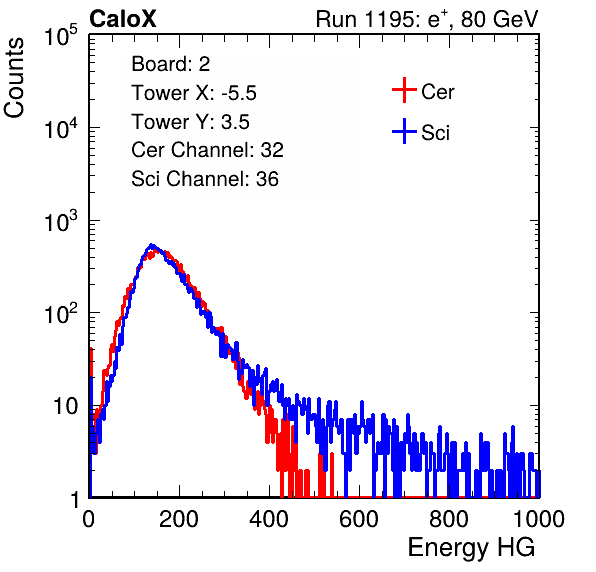 CaloX Run 1195: e⁺, 80 GeV
Counts
Board: 2
Tower X: -5.5
Tower Y: 3.5
Cer Channel: 32
Sci Channel: 36
Cer
Sci
10⁵
10⁴
10³
10²
10
1
0 200 400 600 800 1000
Energy HG